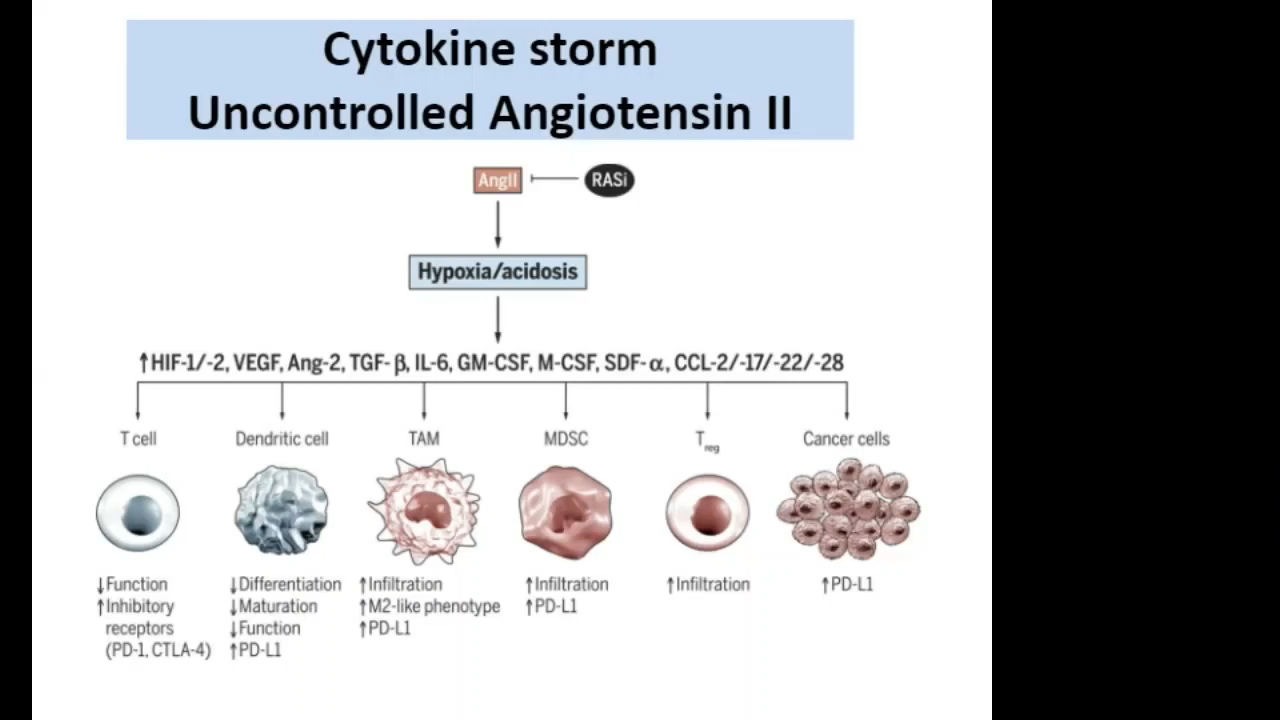 Cytokine storm
Uncontrolled Angiotensin II
AngII
RASi
Hypoxia/acidosis
↑HIF-1/-2, VEGF, Ang-2, TGF-β, IL-6, GM-CSF, M-CSF, SDF-α, CCL-2/-17/-22/-28
T cell
Dendritic cell
TAM
MDSC
Treg
Cancer cells
↓Function
↑Inhibitory
receptors
(PD-1, CTLA-4)
↓Differentiation
↓Maturation
↓Function
↑PD-L1
↑Infiltration
↑M2-like phenotype
↑PD-L1
↑Infiltration
↑PD-L1
↑Infiltration
↑PD-L1